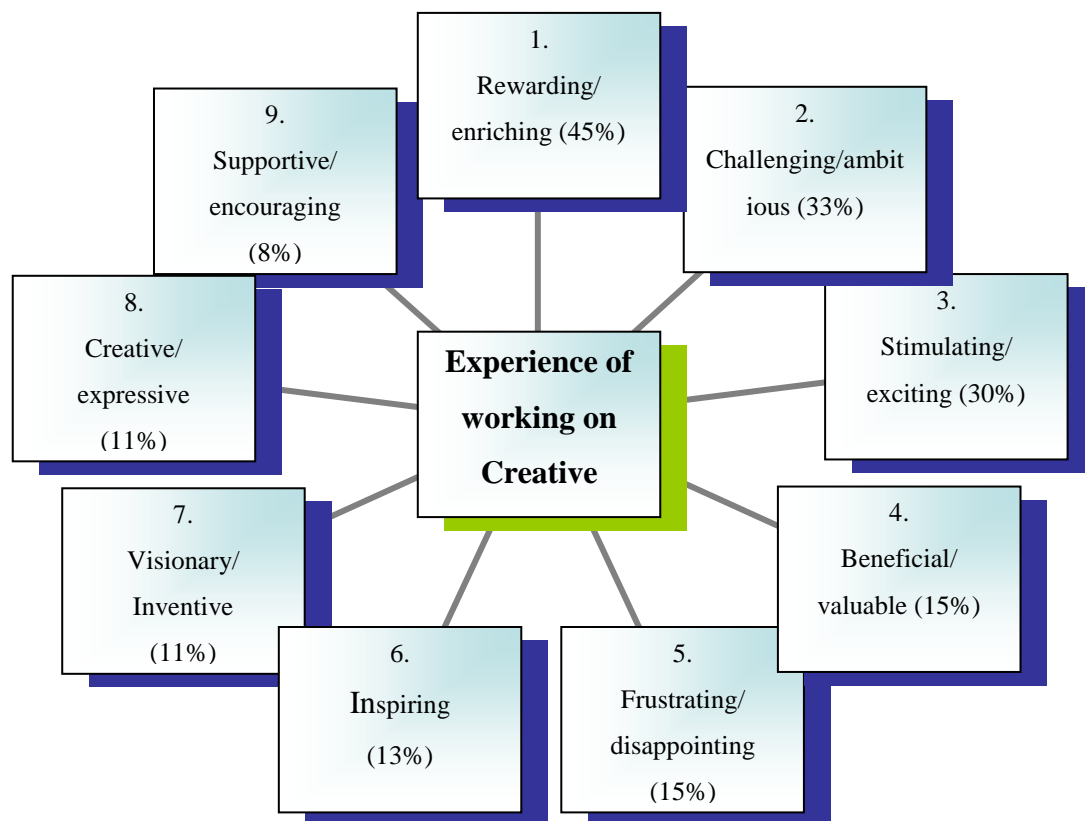 1.
Rewarding/
enriching (45%)
2.
Challenging/ambit
ious (33%)
3.
Stimulating/
exciting (30%)
4.
Beneficial/
valuable (15%)
5.
Frustrating/
disappointing
(15%)
6.
Inspiring
(13%)
7.
Visionary/
Inventive
(11%)
8.
Creative/
expressive
(11%)
9.
Supportive/
encouraging
(8%)
Experience of
working on
Creative